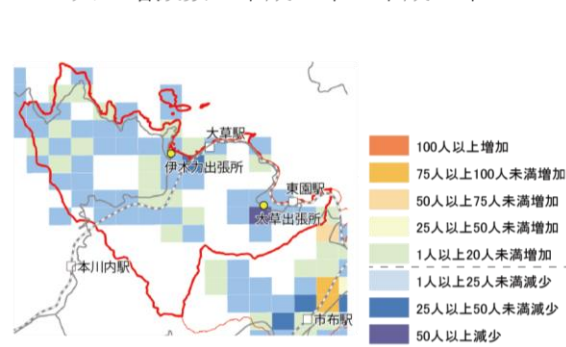 大草駅
伊木力出張所
東園駅
大草出張所
本川内駅
市布駅
100人以上増加
75人以上100人未満増加
50人以上75人未満増加
25人以上50人未満増加
1人以上20人未満増加
1人以上25人未満減少
25人以上50人未満減少
50人以上減少